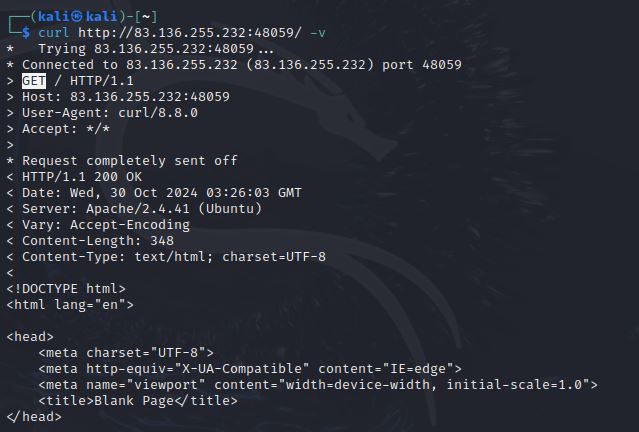 ┌──(kali㉿kali)-[~]
└─$ curl http://83.136.255.232:48059/ -v
*   Trying 83.136.255.232:48059...
* Connected to 83.136.255.232 (83.136.255.232) port 48059
> GET / HTTP/1.1
> Host: 83.136.255.232:48059
> User-Agent: curl/8.8.0
> Accept: */*
>
* Request completely sent off
< HTTP/1.1 200 OK
< Date: Wed, 30 Oct 2024 03:26:03 GMT
< Server: Apache/2.4.41 (Ubuntu)
< Vary: Accept-Encoding
< Content-Length: 348
< Content-Type: text/html; charset=UTF-8
<
<!DOCTYPE html>
<html lang="en">

<head>
    <meta charset="UTF-8">
    <meta http-equiv="X-UA-Compatible" content="IE=edge">
    <meta name="viewport" content="width=device-width, initial-scale=1.0">
    <title>Blank Page</title>
</head>